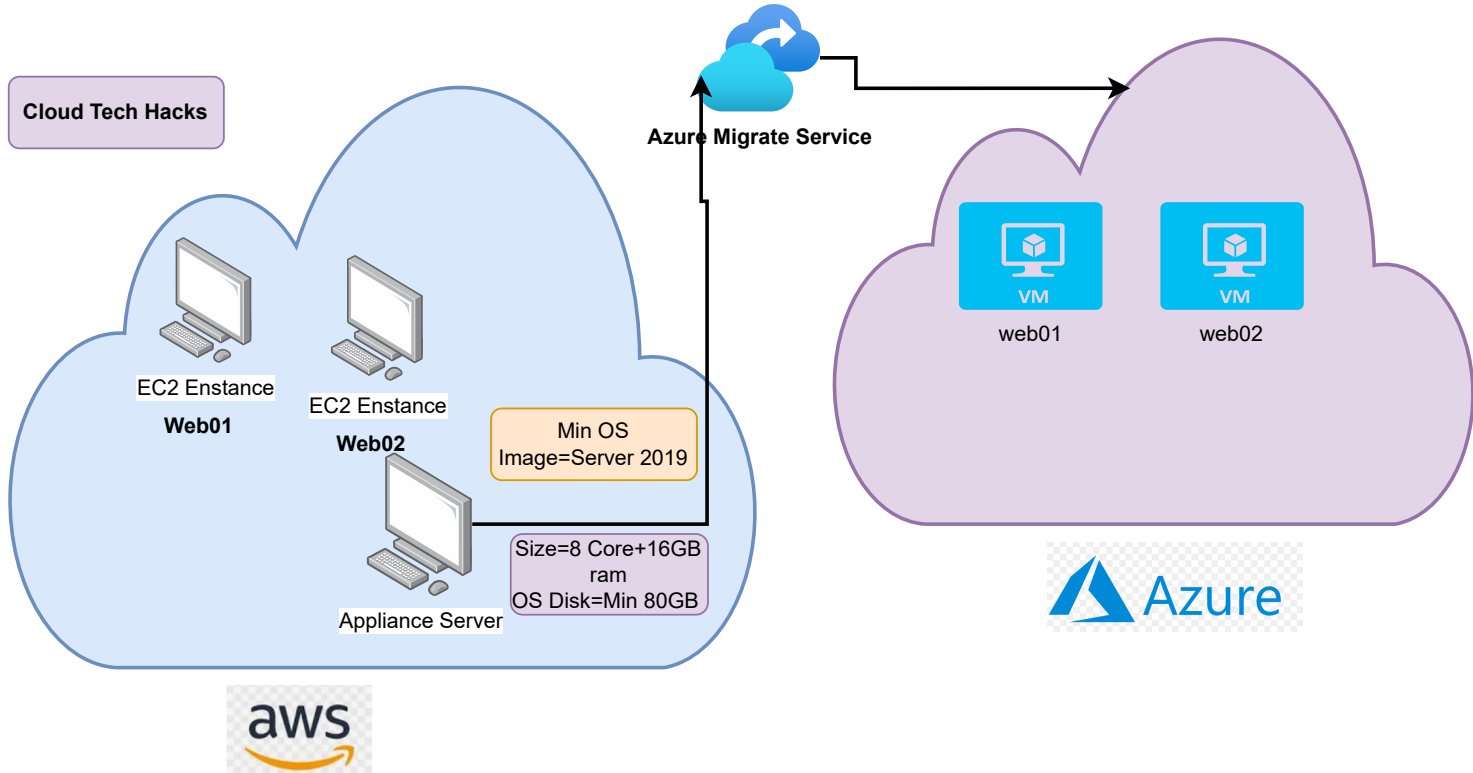 Cloud Tech Hacks
Azure Migrate Service
VM
web01
VM
web02
EC2 Enstance
Web01
EC2 Enstance
Web02
Min OS
Image=Server 2019
Size=8 Core+16GB
ram
OS Disk=Min 80GB
Appliance Server
Azure
aws